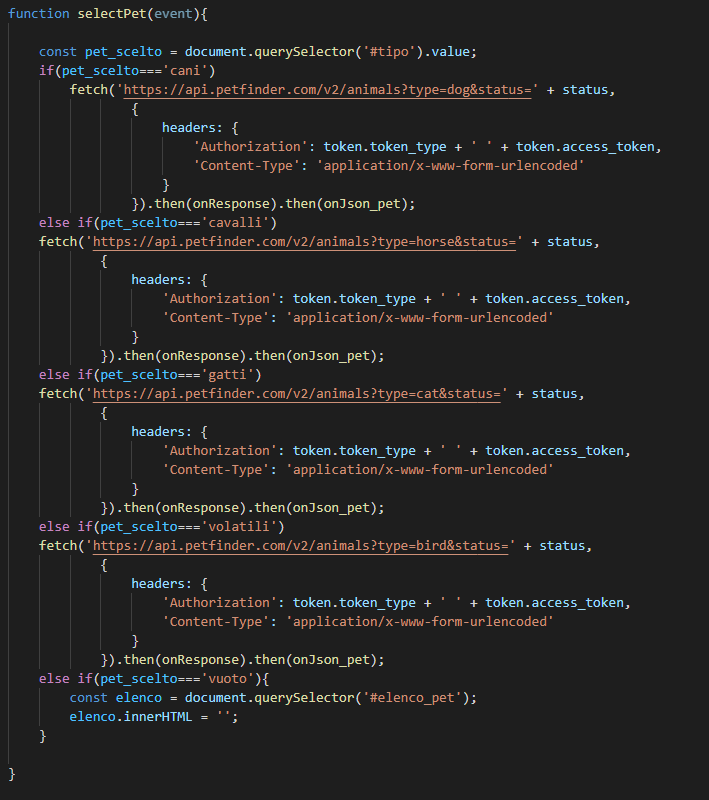 function selectPet(event){
const pet_scelto = document.querySelector('#tipo').value;
if(pet_scelto==='cani')
fetch('https://api.petfinder.com/v2/animals?type=dog&status=' + status,
{
headers: {
'Authorization': token.token_type + ' ' + token.access_token,
'Content-Type': 'application/x-www-form-urlencoded'
}
}).then(onResponse).then(onJson_pet);
else if(pet_scelto==='cavalli')
fetch('https://api.petfinder.com/v2/animals?type=horse&status=' + status,
{
headers: {
'Authorization': token.token_type + ' ' + token.access_token,
'Content-Type': 'application/x-www-form-urlencoded'
}
}).then(onResponse).then(onJson_pet);
else if(pet_scelto==='gatti')
fetch('https://api.petfinder.com/v2/animals?type=cat&status=' + status,
{
headers: {
'Authorization': token.token_type + ' ' + token.access_token,
'Content-Type': 'application/x-www-form-urlencoded'
}
}).then(onResponse).then(onJson_pet);
else if(pet_scelto==='volatili')
fetch('https://api.petfinder.com/v2/animals?type=bird&status=' + status,
{
headers: {
'Authorization': token.token_type + ' ' + token.access_token,
'Content-Type': 'application/x-www-form-urlencoded'
}
}).then(onResponse).then(onJson_pet);
else if(pet_scelto==='vuoto'){
const elenco = document.querySelector('#elenco_pet');
elenco.innerHTML = '';
}
}